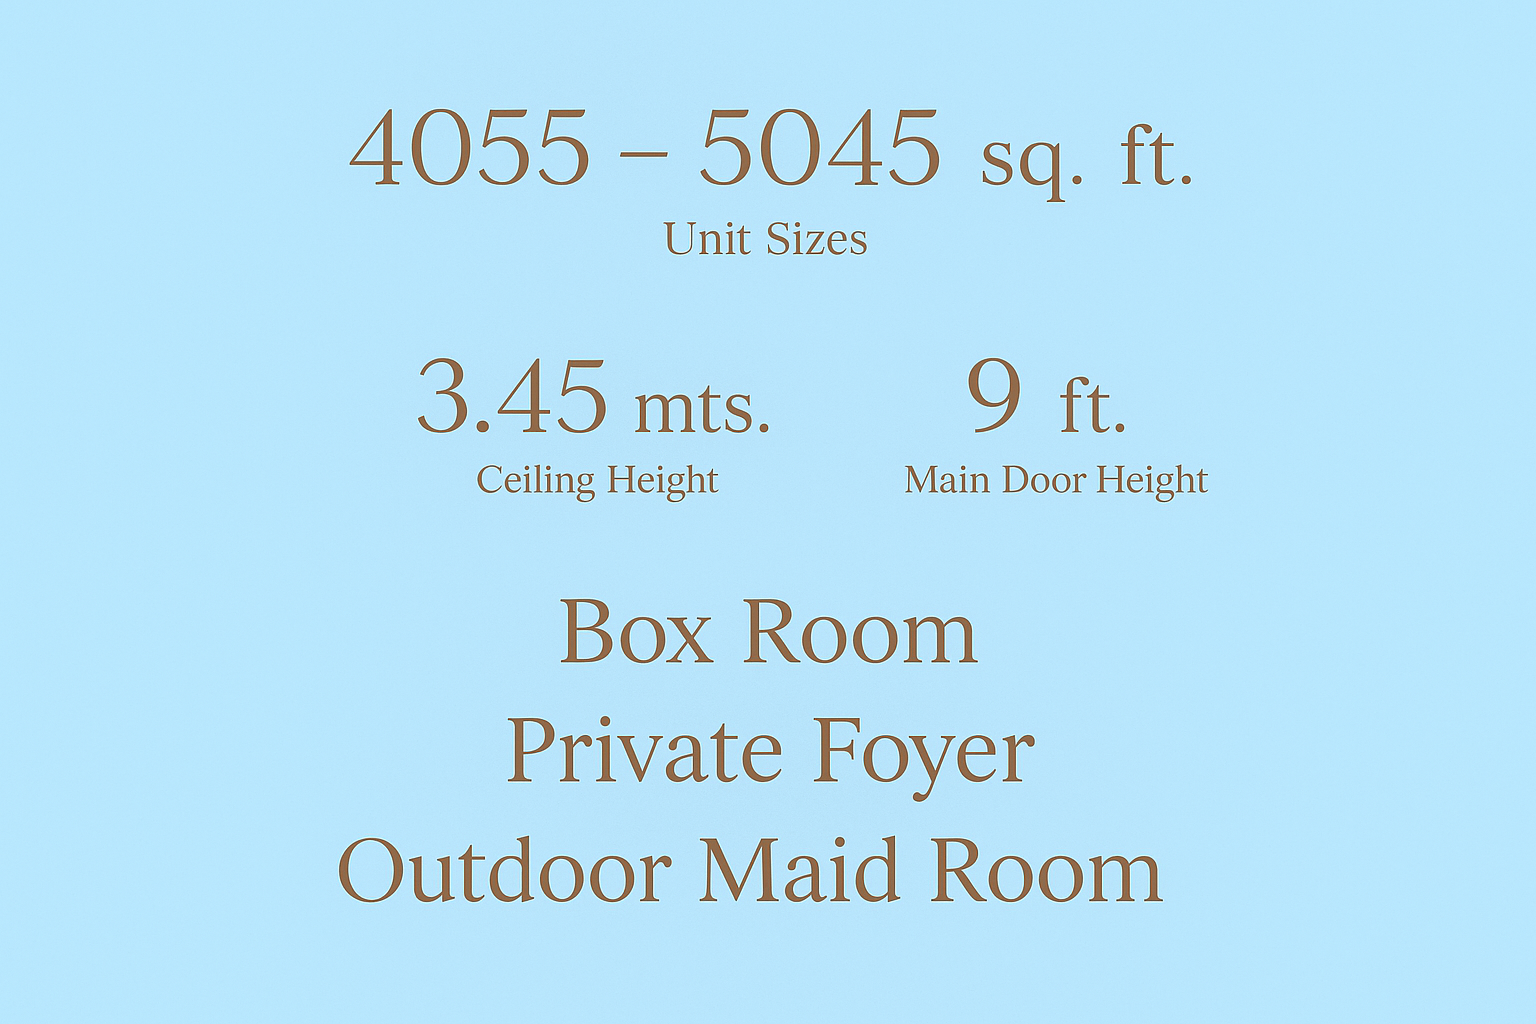 4055 – 5045 sq. ft.
Unit Sizes
3.45 mts. 9 ft.
Ceiling Height Main Door Height
Box Room
Private Foyer
Outdoor Maid Room